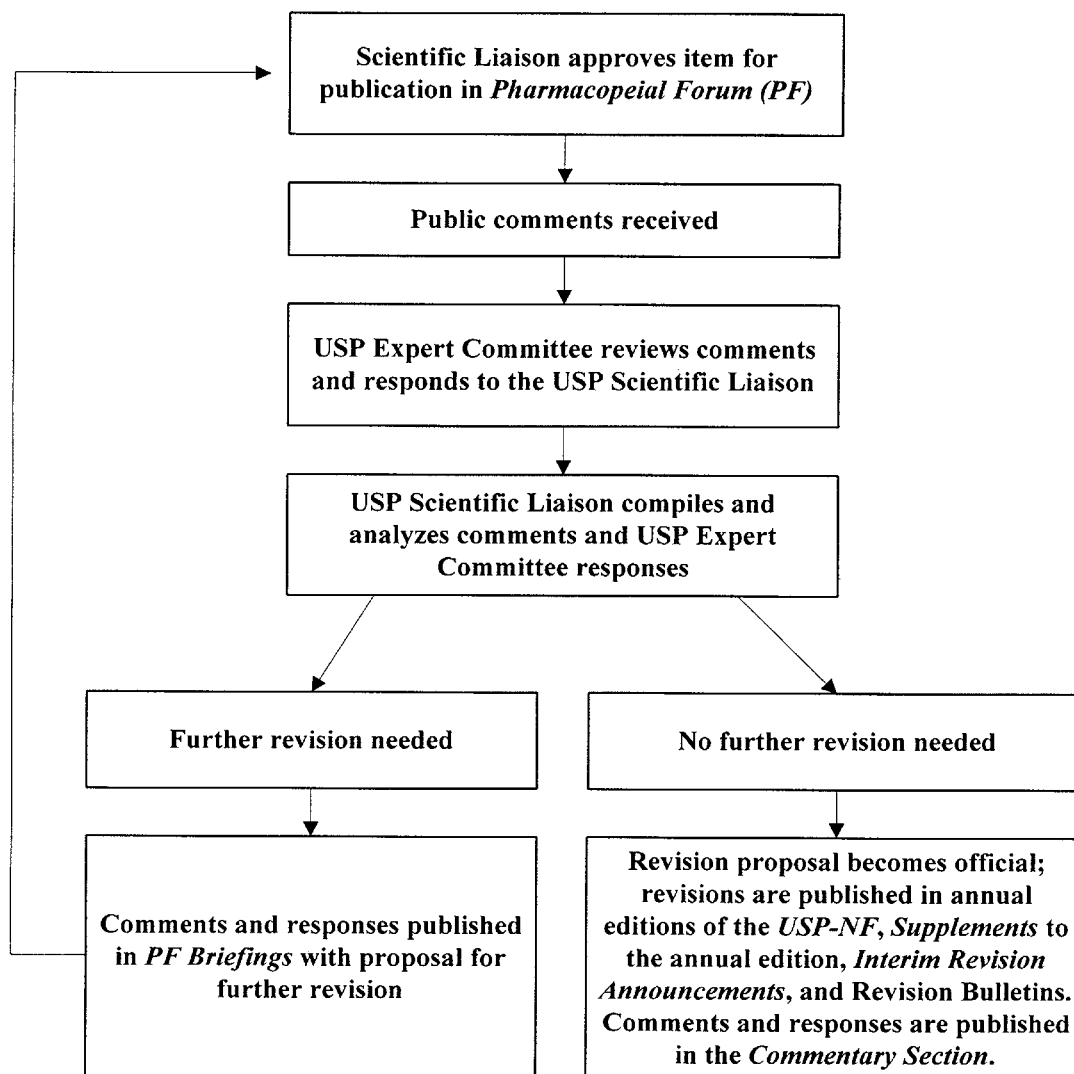 Scientific Liaison approves item for
publication in Pharmacopeial Forum (PF)
Public comments received
USP Expert Committee reviews comments
and responds to the USP Scientific Liaison
USP Scientific Liaison compiles and
analyzes comments and USP Expert
Committee responses
Further revision needed
No further revision needed
Comments and responses published
in PF Briefings with proposal for
further revision
Revision proposal becomes official;
revisions are published in annual
editions of the USP-NF, Supplements to
the annual edition, Interim Revision
Announcements, and Revision Bulletins.
Comments and responses are published
in the Commentary Section.